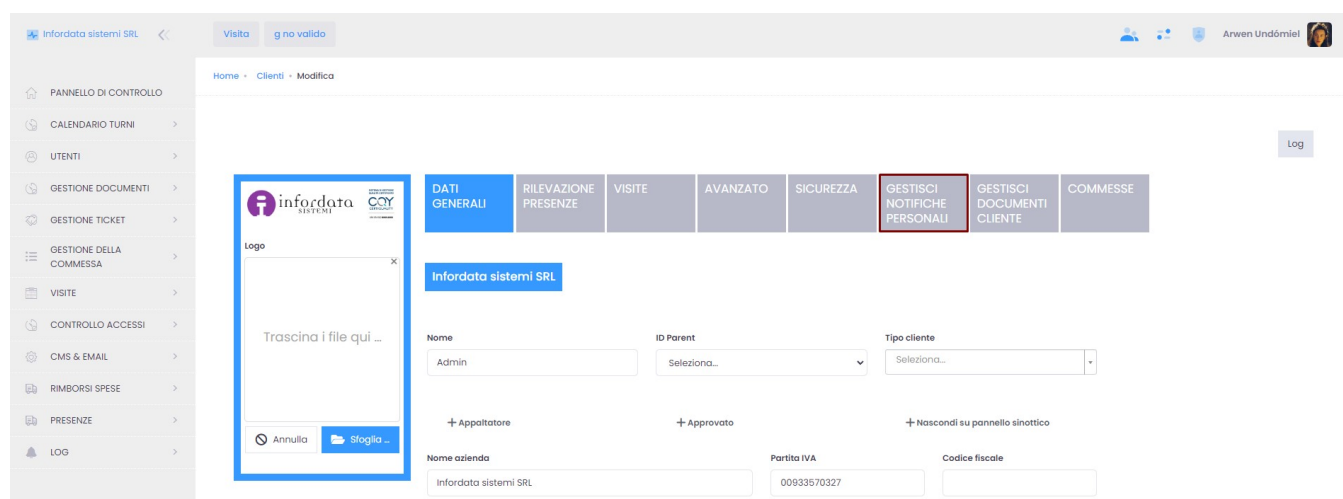 Infordata sistemi SRL
Visita
g no valido
Arwen Undómiel
Home • Clienti • Modifica
PANNELLO DI CONTROLLO
CALENDARIO TURNI
UTENTI
GESTIONE DOCUMENTI
GESTIONE TICKET
GESTIONE DELLA
COMMESSA
VISITE
CONTROLLO ACCESSI
CMS & EMAIL
RIMBORSI SPESE
PRESENZE
LOG
Log
infordata
SISTEMI
CQY
Logo
Trascina i file qui ...
Annulla
Sfoglia ...
DATI
GENERALI
RILEVAZIONE
PRESENZE
VISITE
AVANZATO
SICUREZZA
GESTISCI
NOTIFICHE
PERSONALI
GESTISCI
DOCUMENTI
CLIENTE
COMMESSE
Infordata sistemi SRL
Nome
Admin
ID Parent
Seleziona...
Tipo cliente
Seleziona...
+ Appaltatore
+ Approvato
+ Nascondi su pannello sinottico
Nome azienda
Infordata sistemi SRL
Partita IVA
00933570327
Codice fiscale